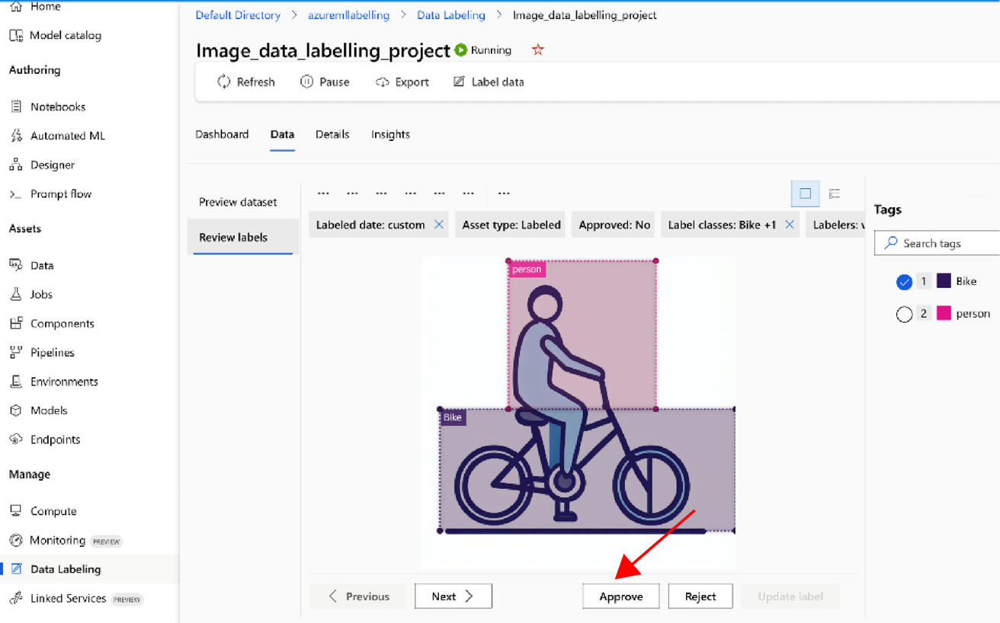 Home
Model catalog
Authoring
Notebooks
Automated ML
Designer
Prompt flow
Assets
Data
Jobs
Components
Pipelines
Environments
Models
Endpoints
Manage
Compute
Monitoring PREVIEW
Data Labeling
Linked Services PREVIEW
Default Directory > azuremllabelling > Data Labeling > Image_data_labelling_project
Image_data_labelling_project Running
Refresh Pause Export Label data
Dashboard Data Details Insights
Preview dataset
Review labels
... ... ... ... ... ... ...
Labeled date: custom Asset type: Labeled Approved: No Label classes: Bike +1 Labelers:
person
Bike
Previous Next Approve Reject Update label
Tags
Search tags
1 Bike
2 person